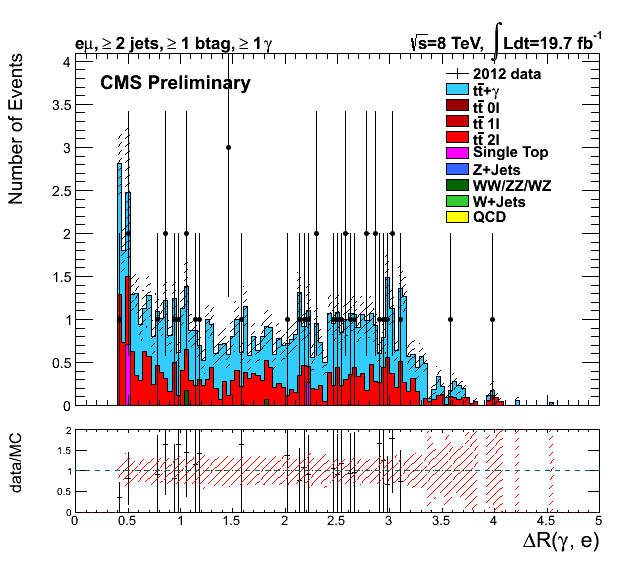 eμ, ≥ 2 jets, ≥ 1 btag, ≥ 1 γ
√s=8 TeV, ∫ Ldt=19.7 fb⁻¹
CMS Preliminary
Number of Events
4
3.5
3
2.5
2
1.5
1
0.5
0
2012 data
tt̄+γ
tt̄ 0l
tt̄ 1l
tt̄ 2l
Single Top
Z+Jets
WW/ZZ/WZ
W+Jets
QCD
data/MC
2
1.5
1
0.5
0
0 0.5 1 1.5 2 2.5 3 3.5 4 4.5 5
ΔR(γ, e)